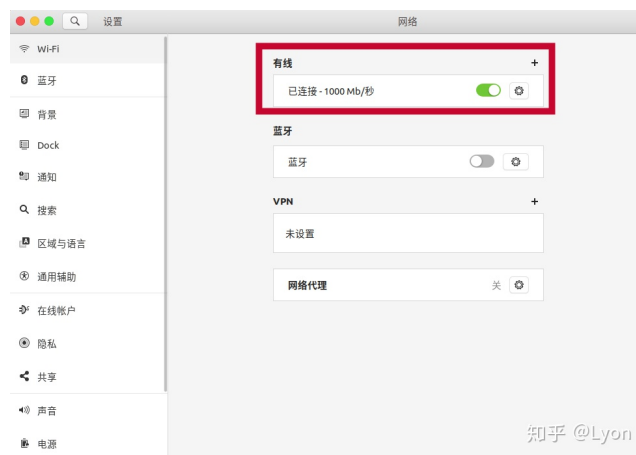 设置
网络
Wi-Fi
蓝牙
背景
Dock
通知
搜索
区域与语言
通用辅助
在线帐户
隐私
共享
声音
电源
有线
+
已连接 - 1000 Mb/秒
蓝牙
蓝牙
VPN
+
未设置
网络代理
关
知乎 @Lyon